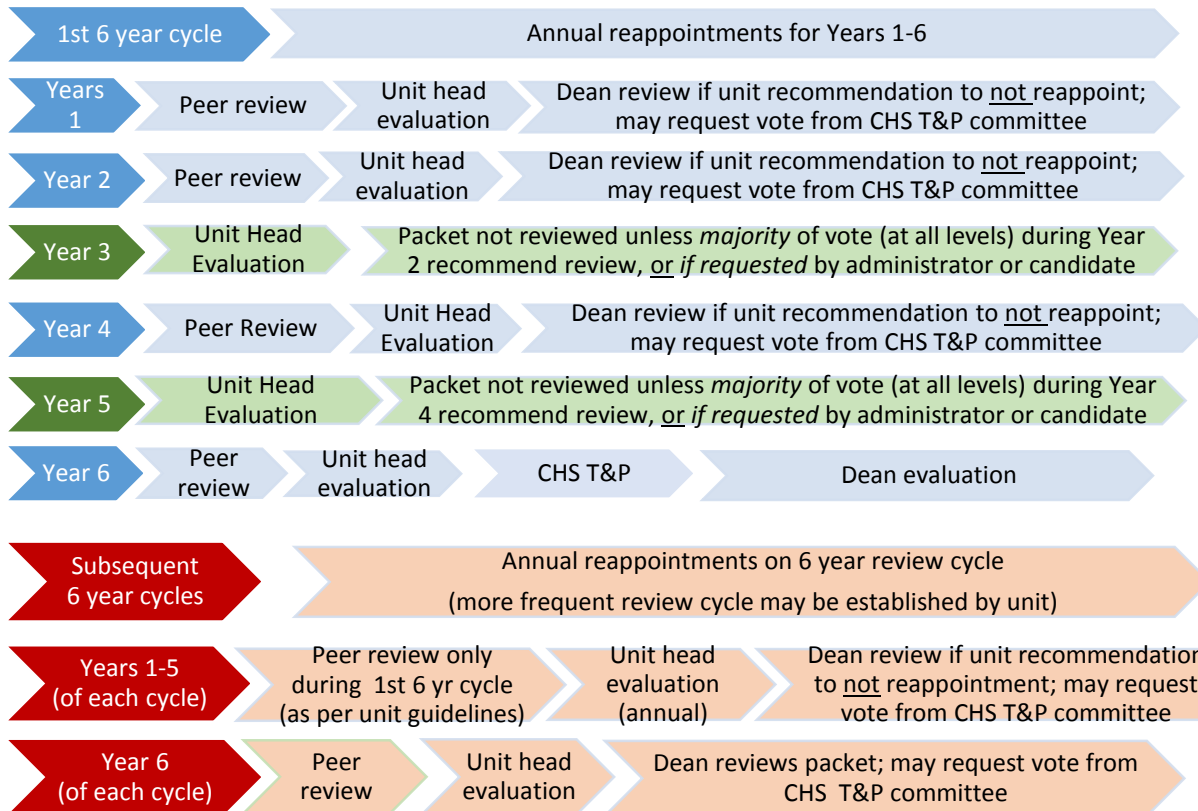 1st 6 year cycle
Annual reappointments for Years 1-6
Years
1
Peer review
Unit head
evaluation
Dean review if unit recommendation to not reappoint;
may request vote from CHS T&P committee
Year 2
Peer review
Unit head
evaluation
Dean review if unit recommendation to not reappoint;
may request vote from CHS T&P committee
Year 3
Unit Head
Evaluation
Packet not reviewed unless majority of vote (at all levels) during Year
2 recommend review, or if requested by administrator or candidate
Year 4
Peer Review
Unit Head
Evaluation
Dean review if unit recommendation to not reappoint;
may request vote from CHS T&P committee
Year 5
Unit Head
Evaluation
Packet not reviewed unless majority of vote (at all levels) during Year
4 recommend review, or if requested by administrator or candidate
Year 6
Peer
review
Unit head
evaluation
CHS T&P
Dean evaluation
Subsequent
6 year cycles
Annual reappointments on 6 year review cycle
(more frequent review cycle may be established by unit)
Years 1-5
(of each cycle)
Peer review only
during 1st 6 yr cycle
(as per unit guidelines)
Unit head
evaluation
(annual)
Dean review if unit recommendation
to not reappointment; may request
vote from CHS T&P committee
Year 6
(of each cycle)
Peer
review
Unit head
evaluation
Dean reviews packet; may request vote from
CHS T&P committee